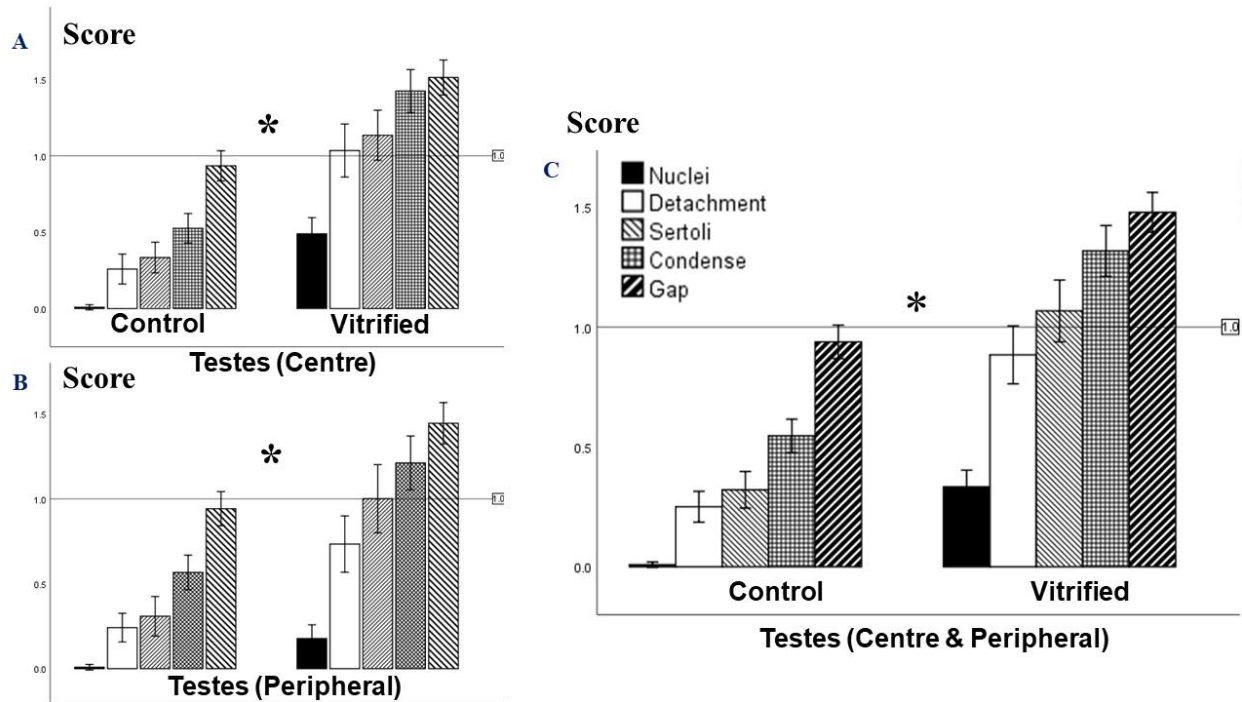 A
Score
1.5
1.0
1.0
0.5
0.0
*
Control
Vitrified
Testes (Centre)
B
Score
1.5
1.0
1.0
0.5
0.0
*
Testes (Peripheral)
Score
C
Nuclei
Detachment
Sertoli
Condense
Gap
1.5
1.0
1.0
0.5
0.0
*
Control
Vitrified
Testes (Centre & Peripheral)